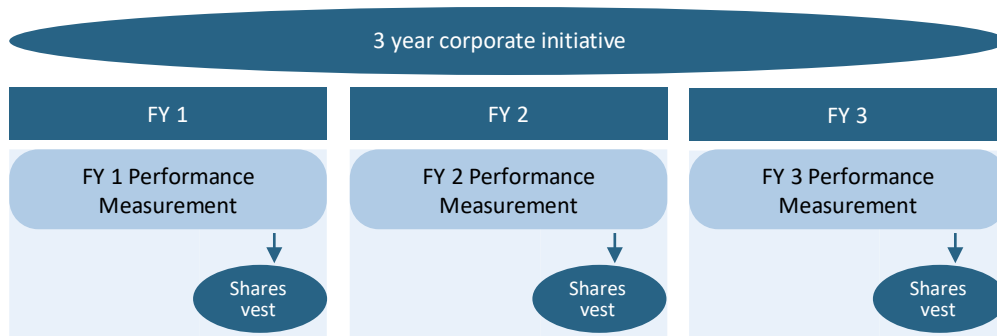 3 year corporate initiative
FY 1
FY 2
FY 3
FY 1 Performance
Measurement
FY 2 Performance
Measurement
FY 3 Performance
Measurement
Shares
vest
Shares
vest
Shares
vest